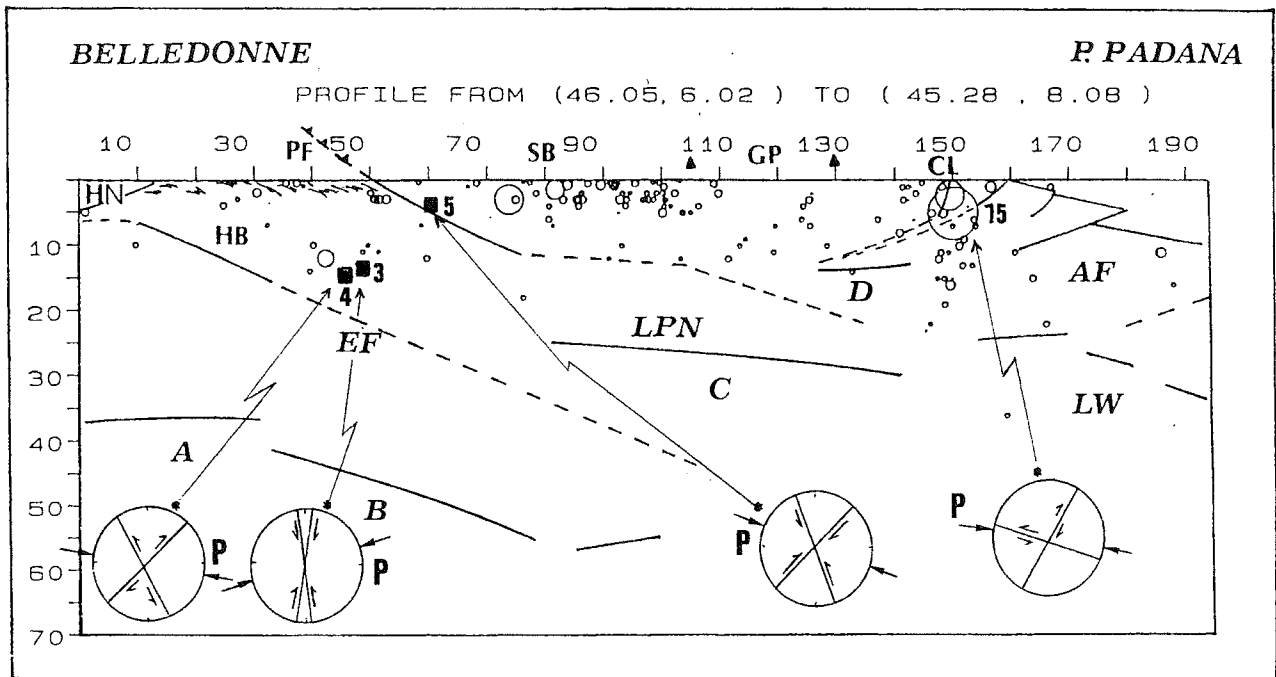 BELLEDONNE P. PADANA
PROFILE FROM (46.05, 6.02 ) TO ( 45.28 , 8.08 )
10 30 50 70 90 110 130 150 170 190
PF SB GP CL
HN
5 15
HB
10
3
4
AF
D
20
LPN
EF
30
C
LW
40
A
50
B
P P P P
60
70